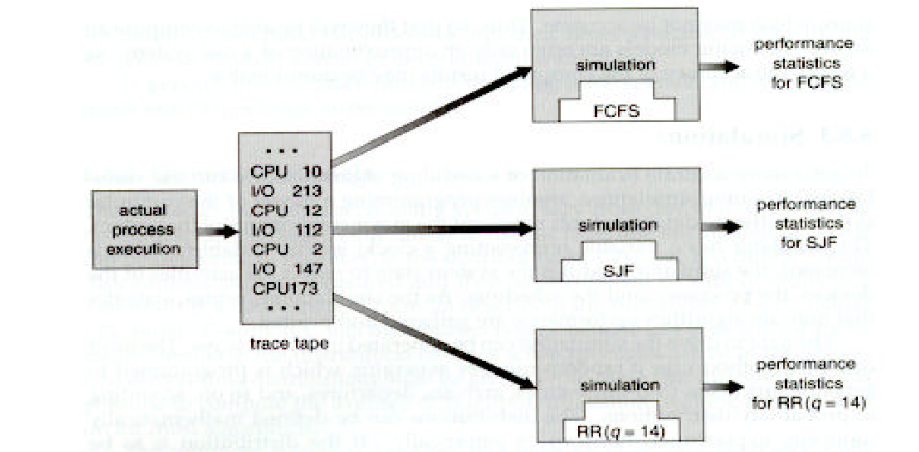 actual
process
execution
• • •
CPU 10
I/O 213
CPU 12
I/O 112
CPU 2
I/O 147
CPU173
• • •
trace tape
simulation
FCFS
performance
statistics
for FCFS
simulation
SJF
performance
statistics
for SJF
simulation
RR (q = 14)
performance
statistics
for RR (q = 14)